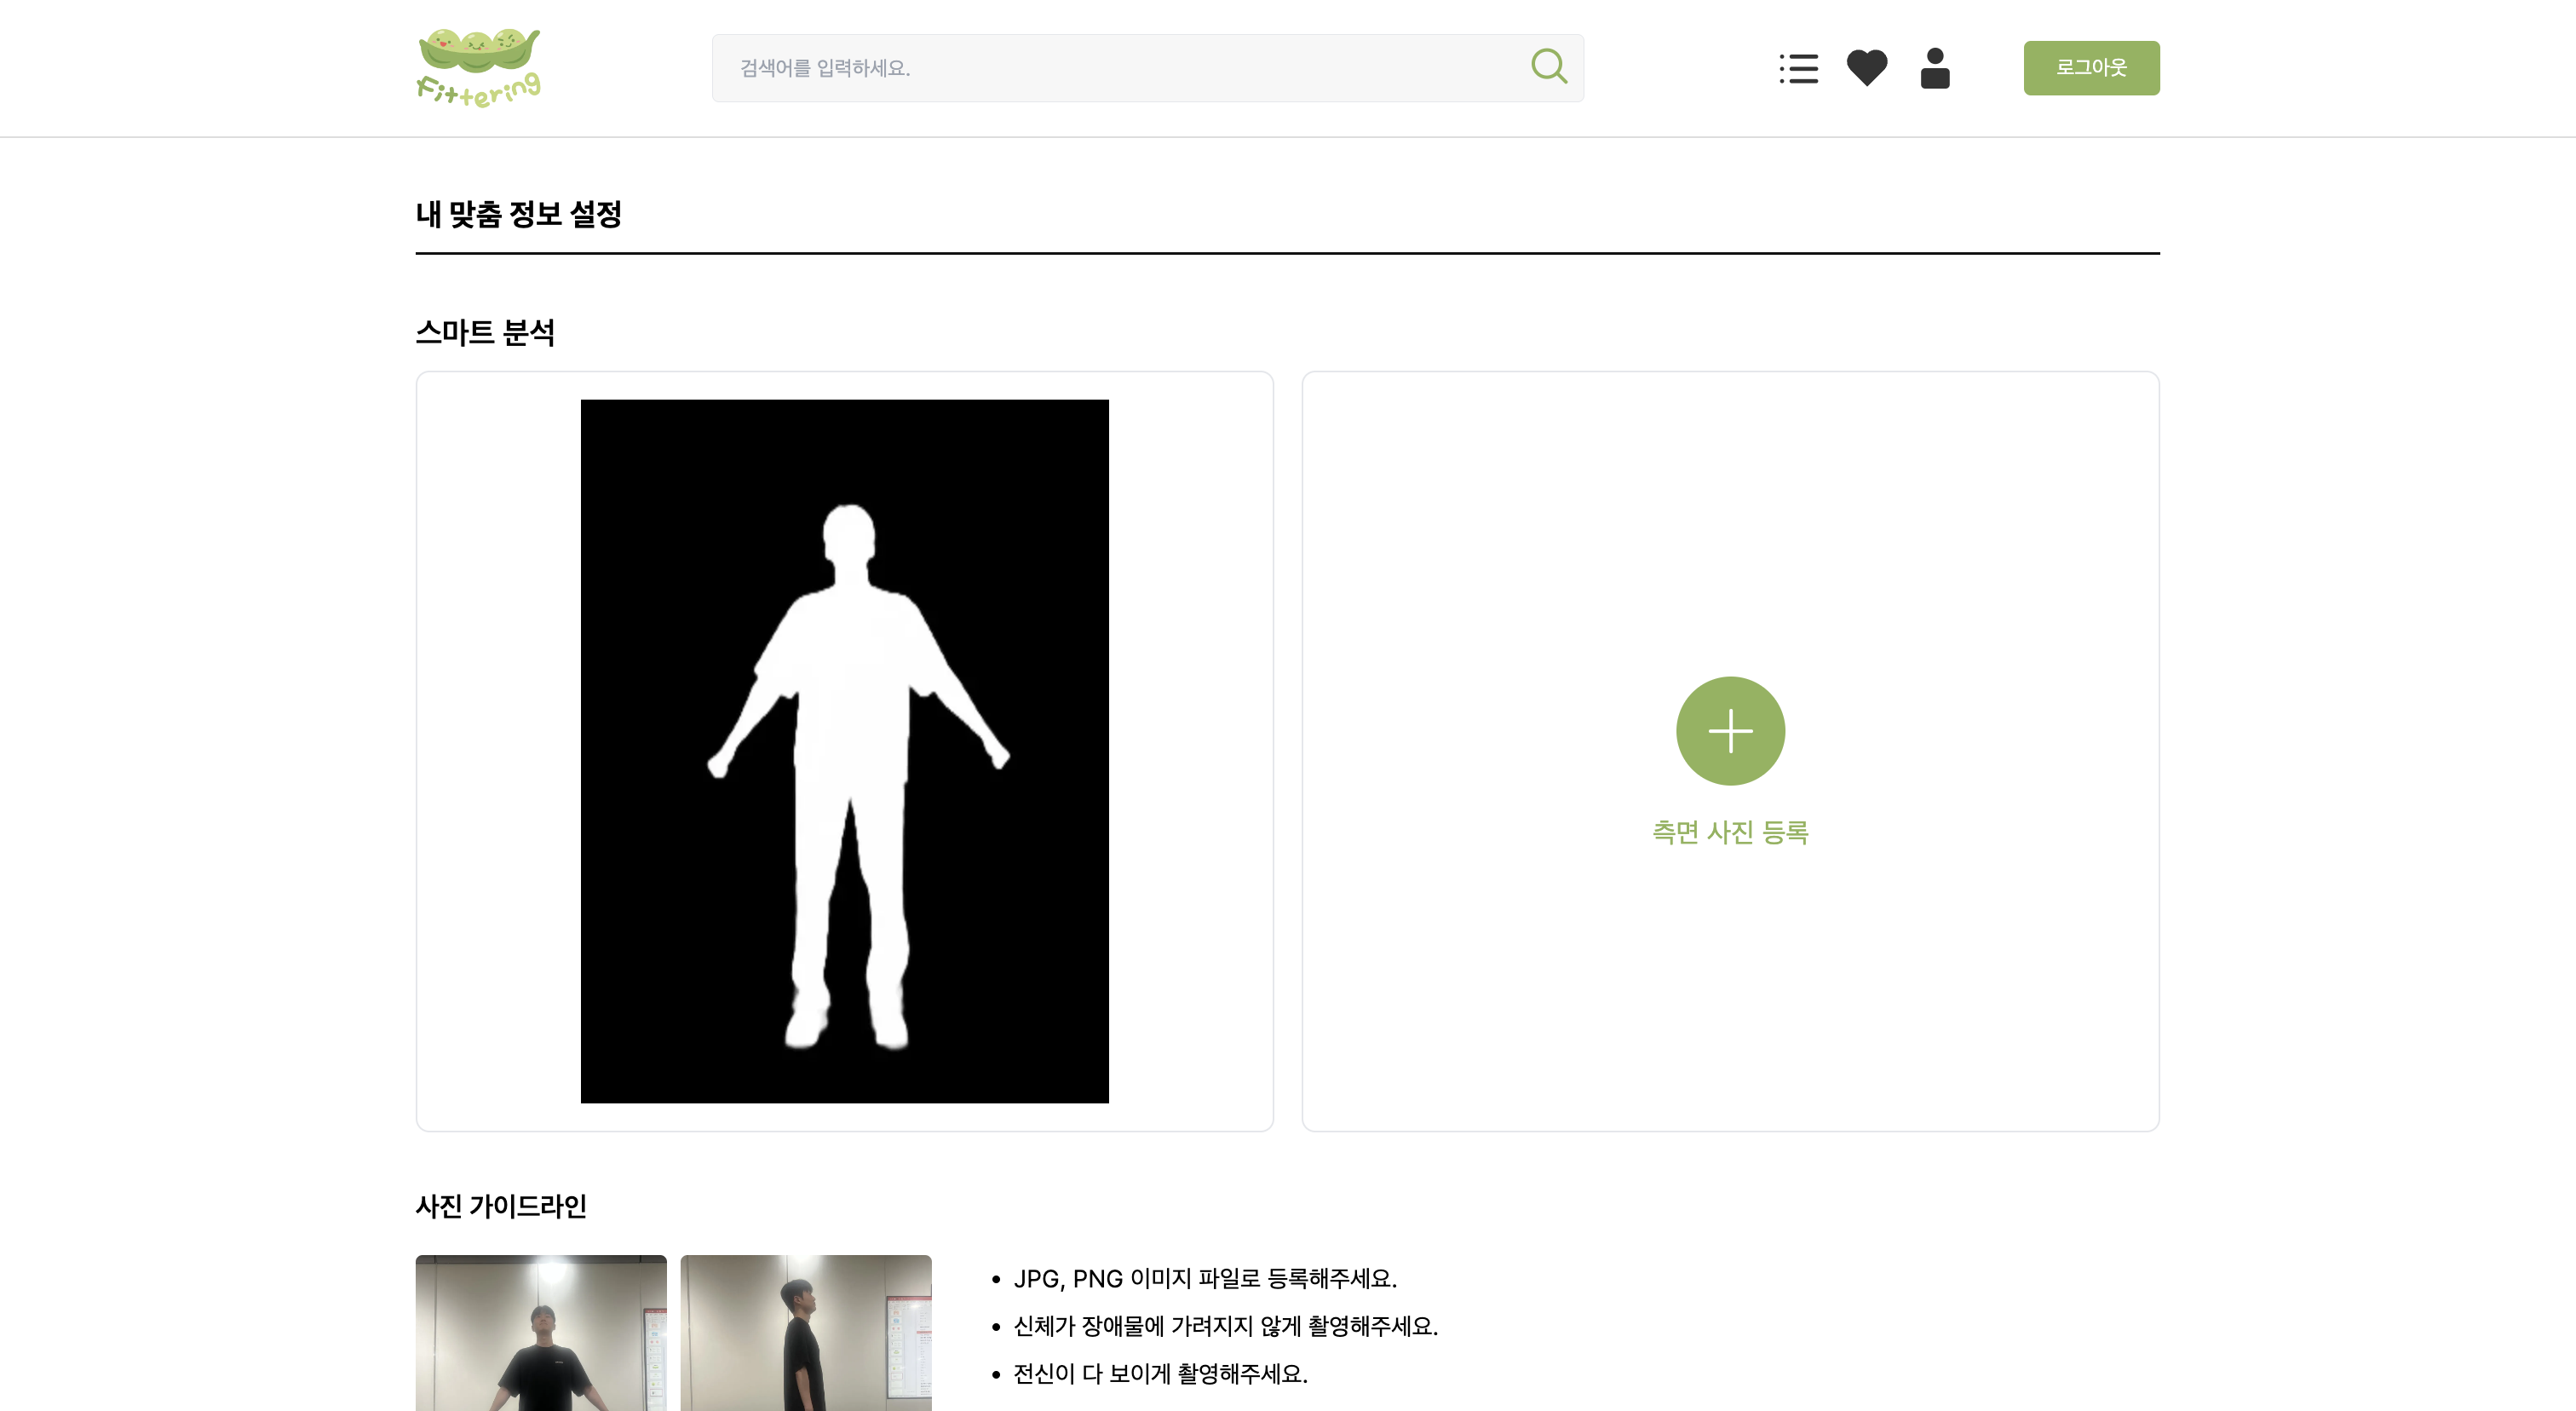 Fittering
검색어를 입력하세요.
로그아웃
내 맞춤 정보 설정
스마트 분석
측면 사진 등록
사진 가이드라인
JPG, PNG 이미지 파일로 등록해주세요.
신체가 장애물에 가려지지 않게 촬영해주세요.
전신이 다 보이게 촬영해주세요.